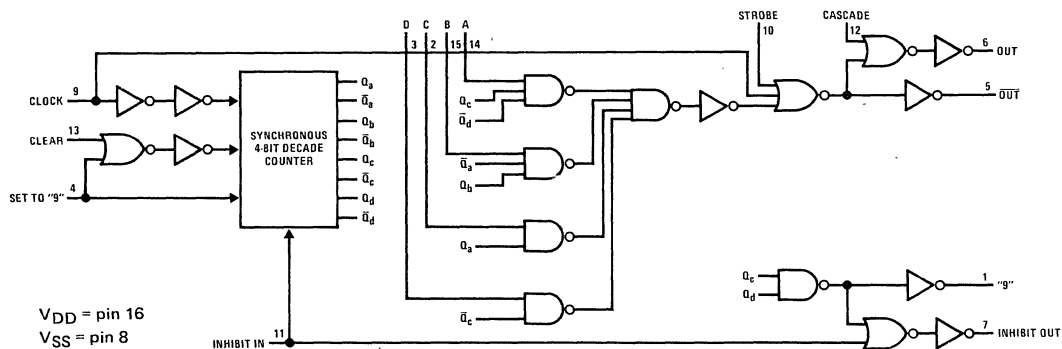 D C B A
3 2 15 14
STROBE
10
CASCADE
12
6
OUT
5
O̅U̅T̅
9
CLOCK
13
CLEAR
4
SET TO "9"
SYNCHRONOUS
4-BIT DECADE
COUNTER
Qa
Q̅a
Qb
Q̅b
Qc
Q̅c
Qd
Q̅d
Qc
Q̅d
Q̅a
Qb
Qa
Q̅c
Qc
Qd
1
"9"
7
INHIBIT OUT
11
INHIBIT IN
VDD = pin 16
VSS = pin 8